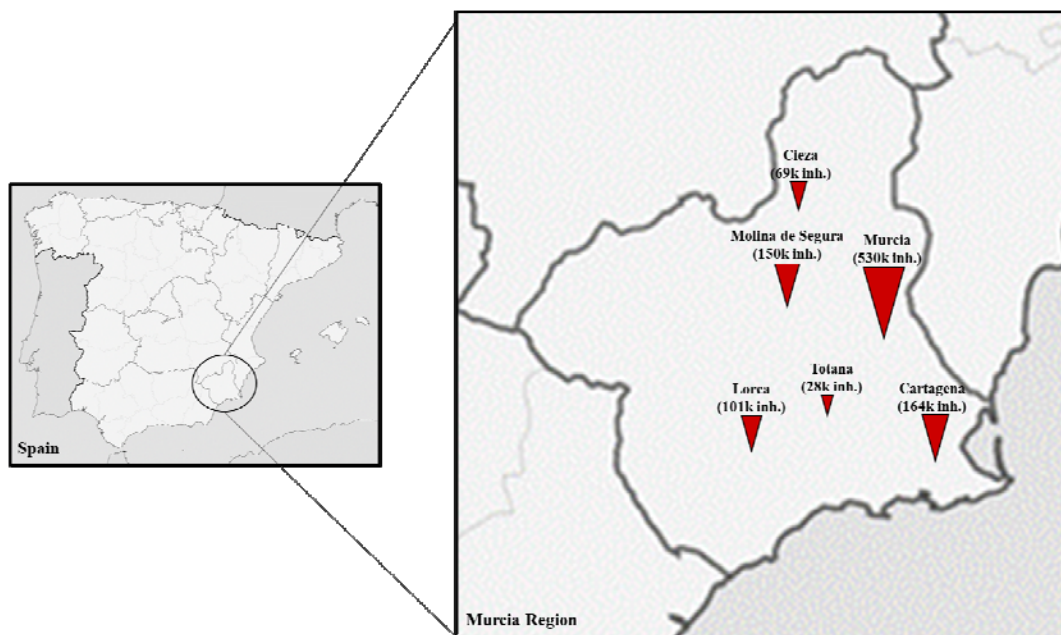 Cieza
(69k inh.)
Molina de Segura
(150k inh.)
Murcia
(530k inh.)
Totana
(28k inh.)
Lorca
(101k inh.)
Cartagena
(164k inh.)
Spain
Murcia Region